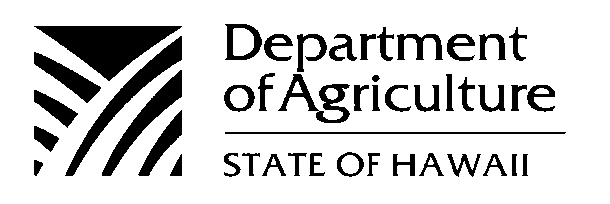 Department
of Agriculture
STATE OF HAWAII